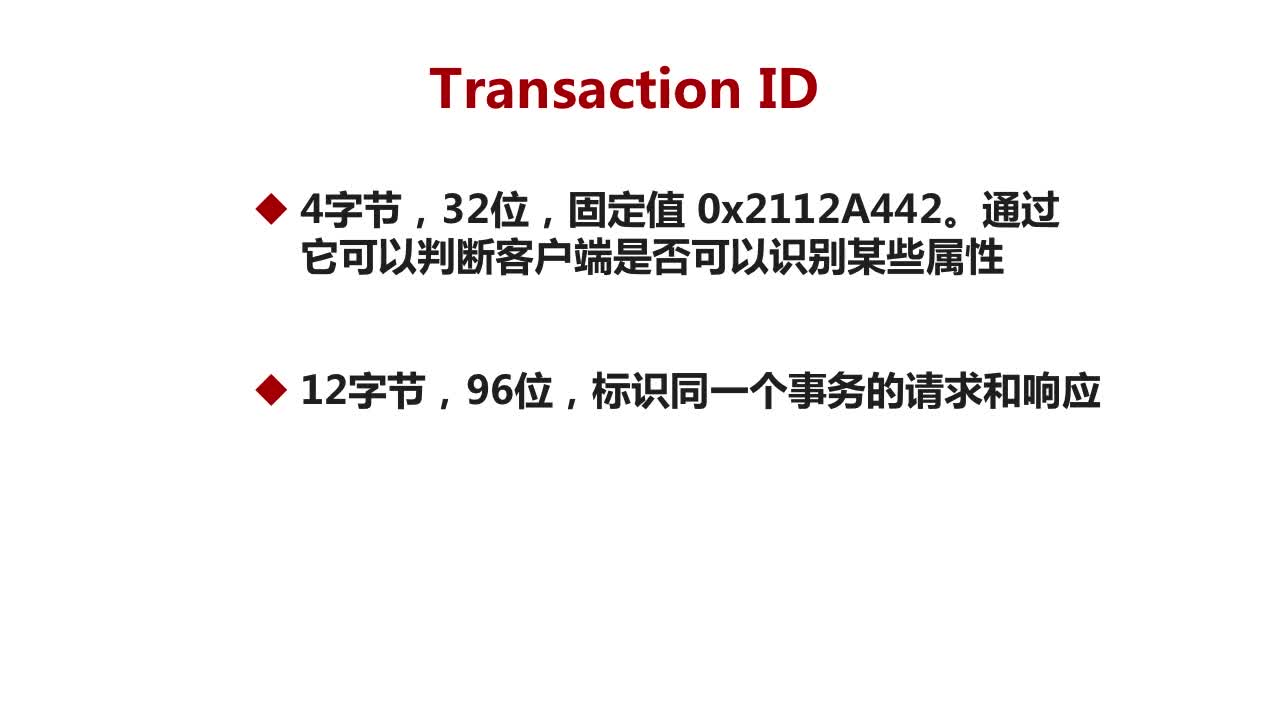 Transaction ID
◆ 4字节，32位，固定值 0x2112A442。通过
它可以判断客户端是否可以识别某些属性
◆ 12字节，96位，标识同一个事务的请求和响应